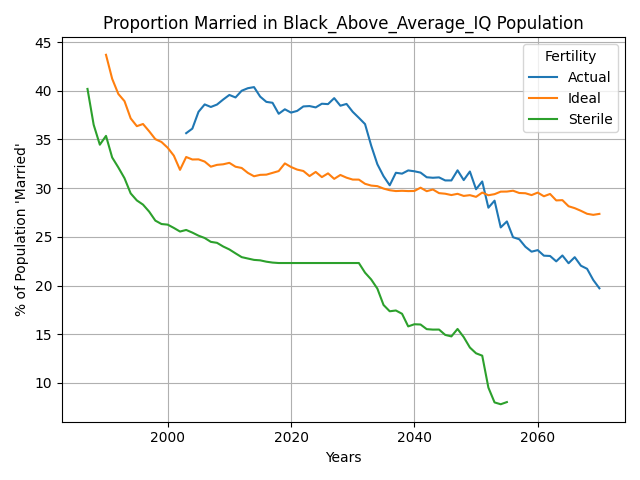 Proportion Married in Black_Above_Average_IQ Population
% of Population 'Married'
45
40
35
30
25
20
15
10
Fertility
Actual
Ideal
Sterile
2000 2020 2040 2060
Years